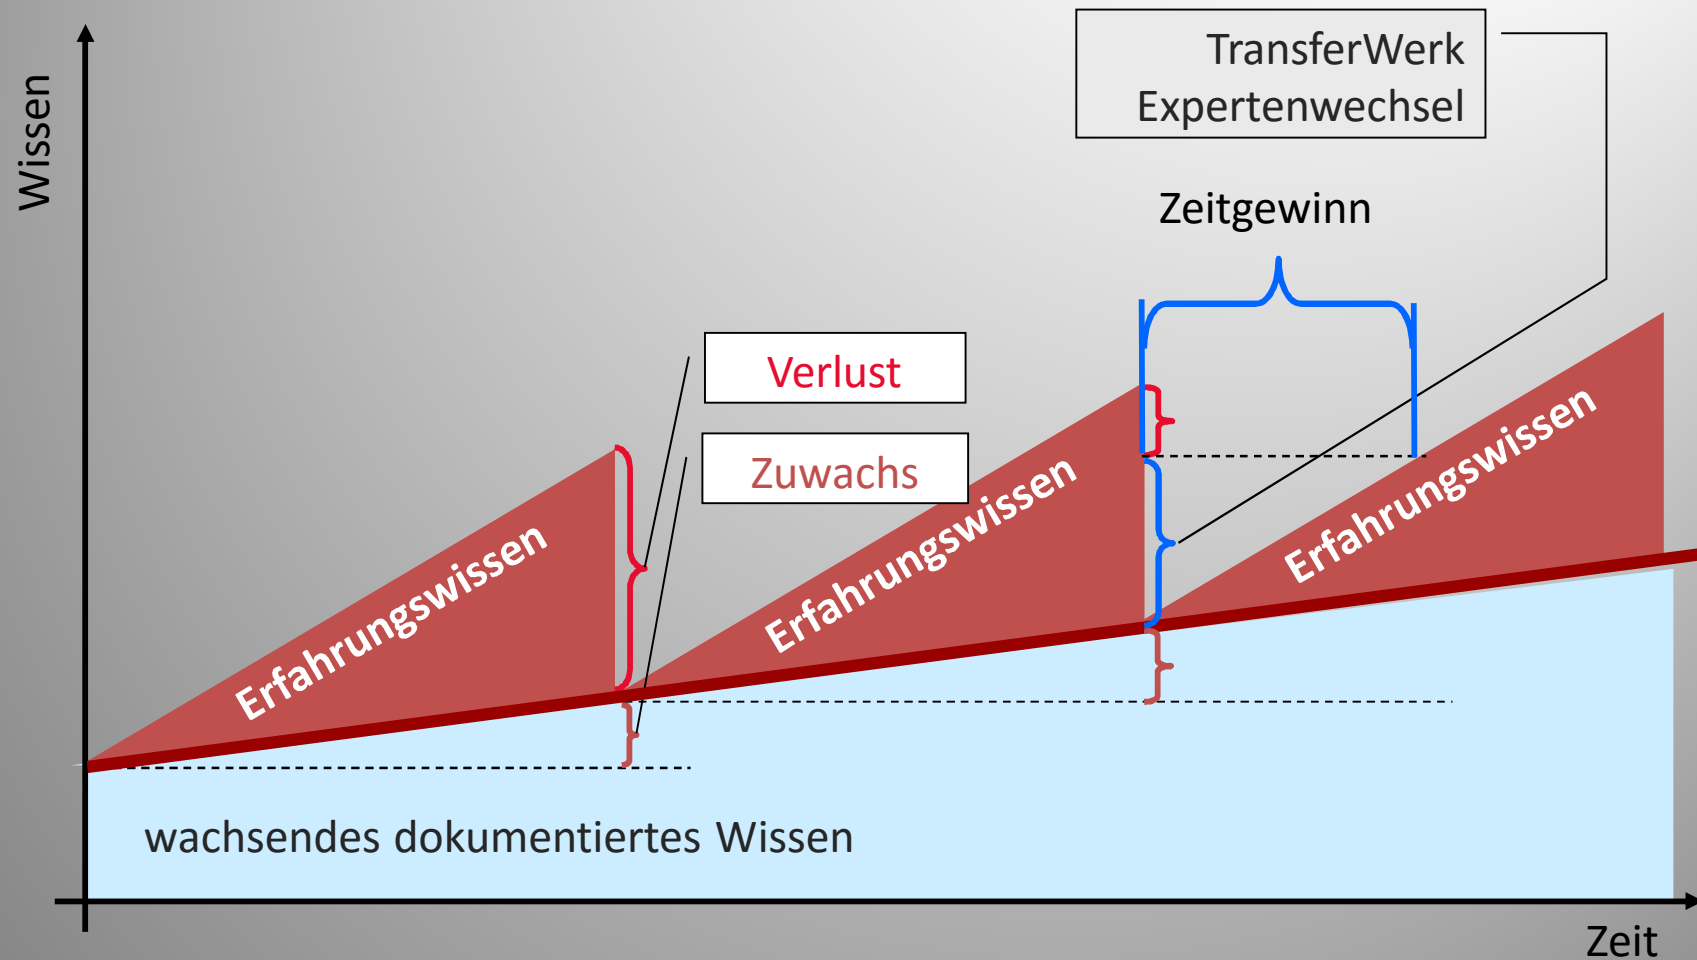 Wissen
TransferWerk
Expertenwechsel
Zeitgewinn
Verlust
Zuwachs
Erfahrungswissen
Erfahrungswissen
Erfahrungswissen
wachsendes dokumentiertes Wissen
Zeit